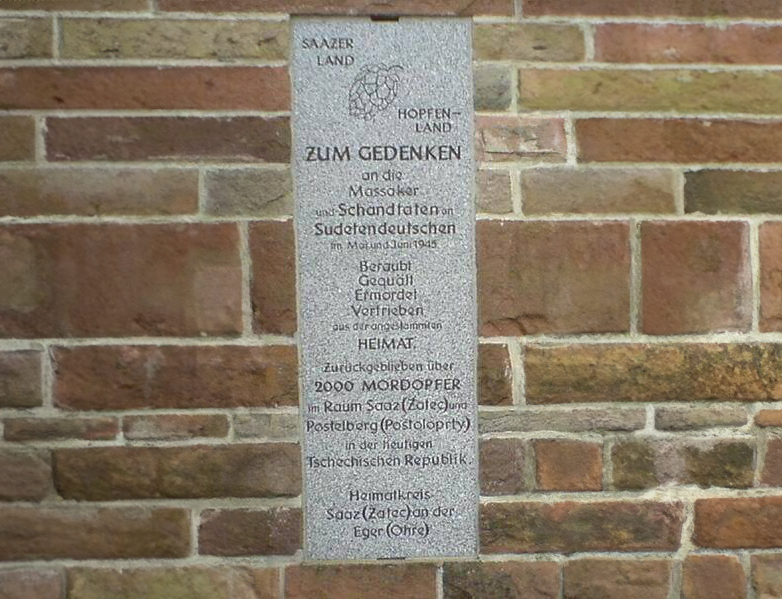 SAAZER
LAND
HOPFEN-
LAND
ZUM GEDENKEN
an die
Massaker
und Schandtaten an
Sudetendeutschen
im Mai und Juni 1945
Beraubt
Gequält
Ermordet
Vertrieben
aus der angestammten
HEIMAT.
Zurückgeblieben über
2000 MORDOPFER
im Raum Saaz (Zatec) und
Postelberg (Postoloprty)
in der heutigen
Tschechischen Republik.
Heimatkreis
Saaz (Zatec) an der
Eger (Ohre)